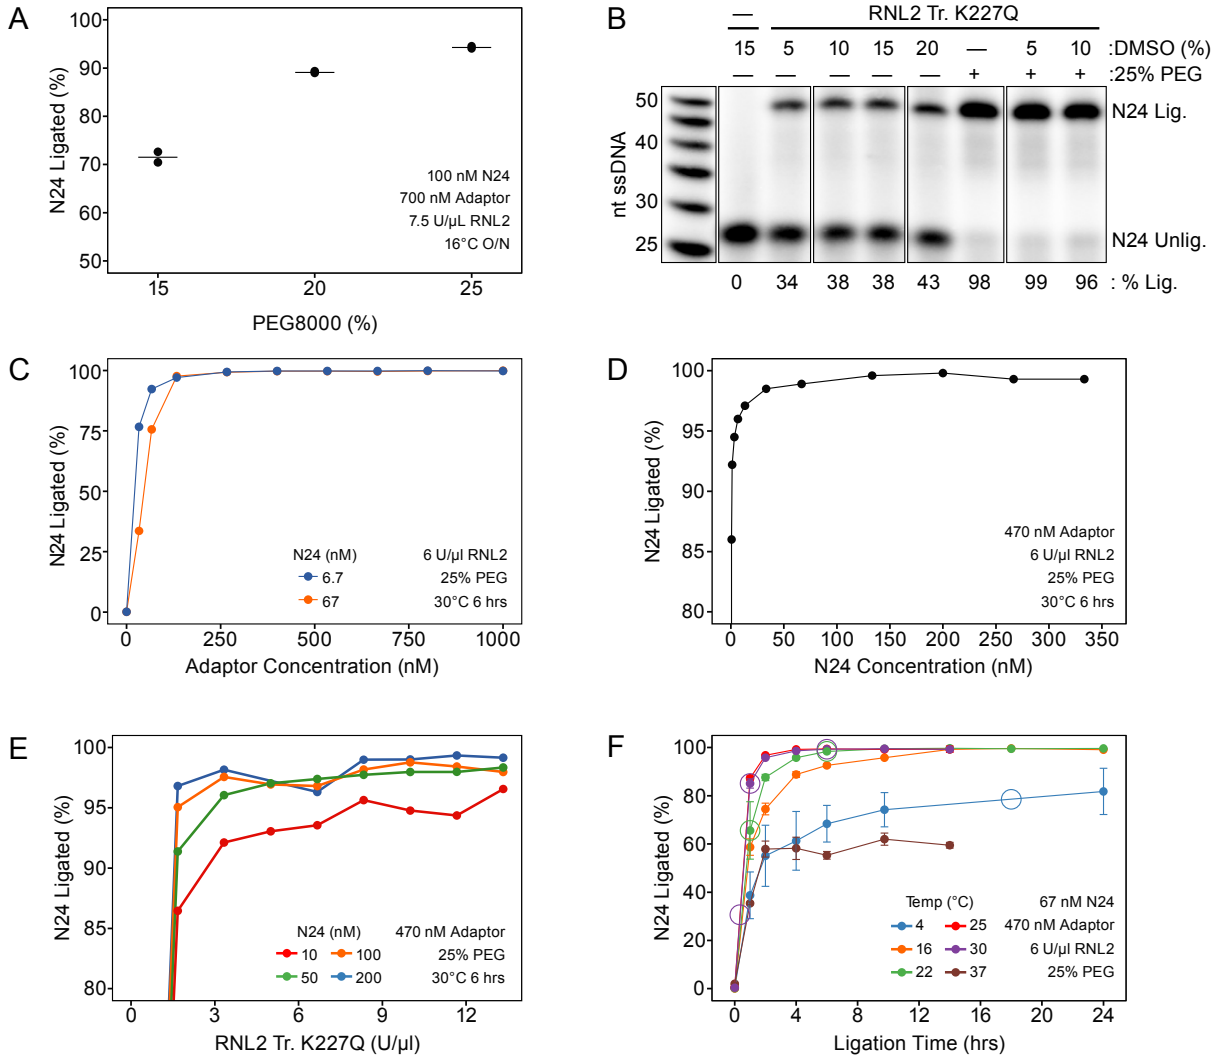 A
N24 Ligated (%)
100
90
80
70
60
50
100 nM N24
700 nM Adaptor
7.5 U/µL RNL2
16°C O/N
15 20 25
PEG8000 (%)
B
RNL2 Tr. K227Q
— 15 5 10 15 20 — 5 10 :DMSO (%)
— — — — — + + + :25% PEG
nt ssDNA
50
40
30
25
N24 Lig.
N24 Unlig.
0 34 38 38 43 98 99 96 : % Lig.
C
N24 Ligated (%)
100
75
50
25
0
N24 (nM)
6.7
67
6 U/µl RNL2
25% PEG
30°C 6 hrs
0 250 500 750 1000
Adaptor Concentration (nM)
D
N24 Ligated (%)
100
95
90
85
80
470 nM Adaptor
6 U/µl RNL2
25% PEG
30°C 6 hrs
0 50 100 150 200 250 300 350
N24 Concentration (nM)
E
N24 Ligated (%)
100
95
90
85
80
N24 (nM)
10 100
50 200
470 nM Adaptor
25% PEG
30°C 6 hrs
0 3 6 9 12
RNL2 Tr. K227Q (U/µl)
F
N24 Ligated (%)
100
80
60
40
20
0
Temp (°C)
4 25
16 30
22 37
67 nM N24
470 nM Adaptor
6 U/µl RNL2
25% PEG
0 4 8 12 16 20 24
Ligation Time (hrs)